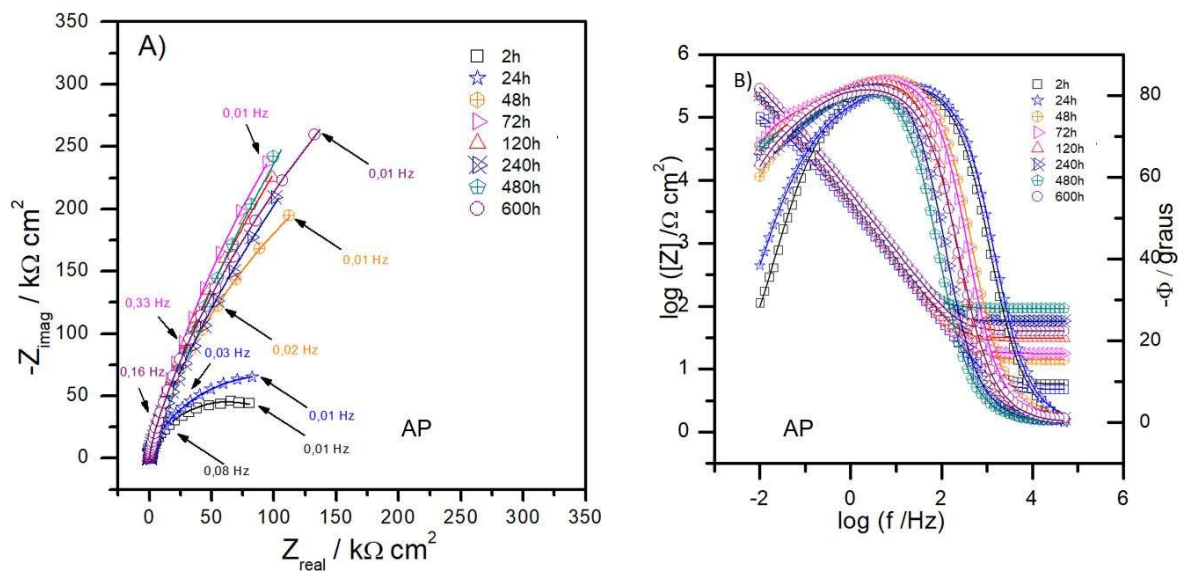 A)
350
300
250
200
150
100
50
0
-Z_imag / kΩ cm²
0 50 100 150 200 250 300 350
Z_real / kΩ cm²
2h
24h
48h
72h
120h
240h
480h
600h
0,01 Hz
0,01 Hz
0,01 Hz
0,33 Hz
0,02 Hz
0,03 Hz
0,16 Hz
0,01 Hz
0,01 Hz
0,08 Hz
AP
B)
6
5
4
3
2
1
0
log ([Z] /Ω cm²)
-2 0 2 4 6
log (f /Hz)
80
60
40
20
0
-Φ / graus
2h
24h
48h
72h
120h
240h
480h
600h
AP